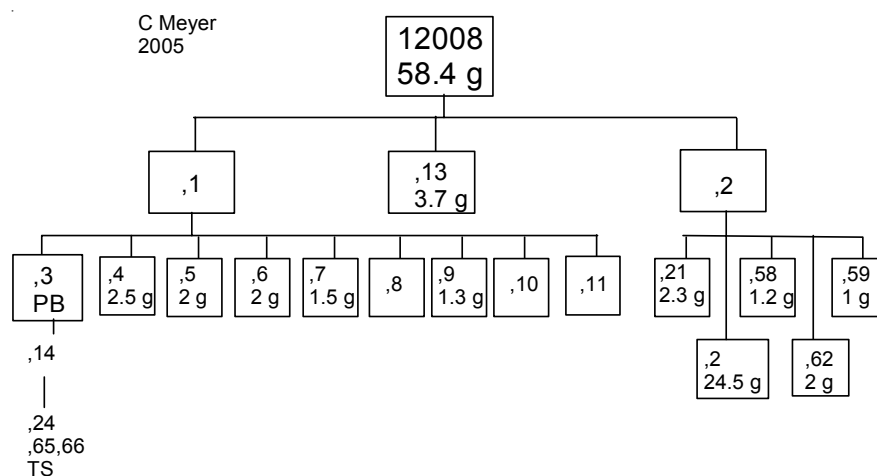 C Meyer
2005
12008
58.4 g
,1
,13
3.7 g
,2
,3
PB
,4
2.5 g
,5
2 g
,6
2 g
,7
1.5 g
,8
,9
1.3 g
,10
,11
,21
2.3 g
,58
1.2 g
,59
1 g
,2
24.5 g
,62
2 g
,14
,24
,65,66
TS